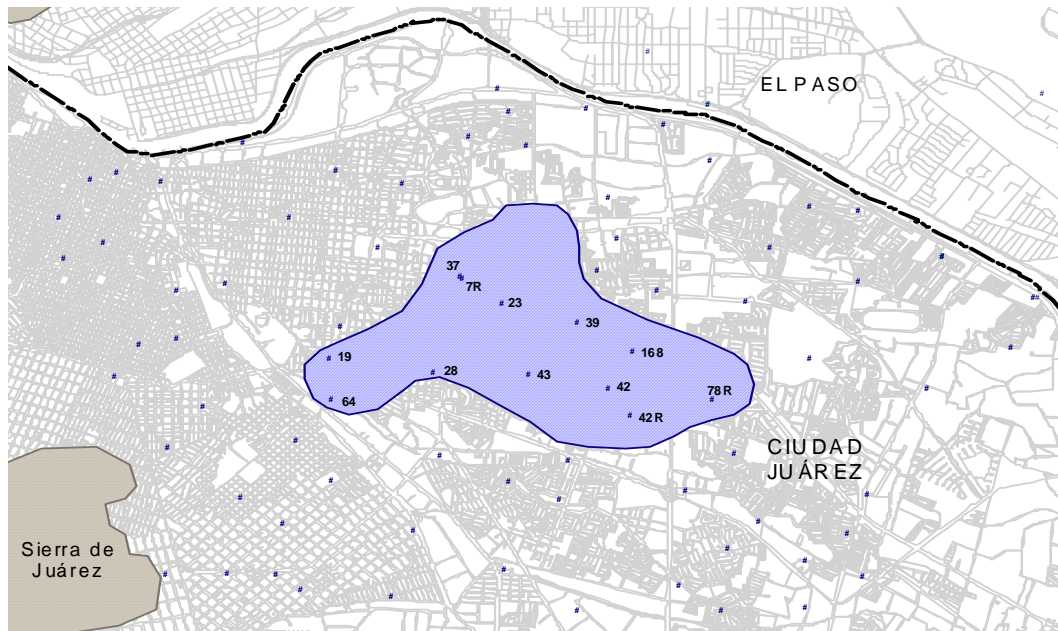 EL PASO
37
7R
23
39
19
168
28
43
42
78R
64
42R
CIUDAD
JUÁREZ
Sierra de
Juárez